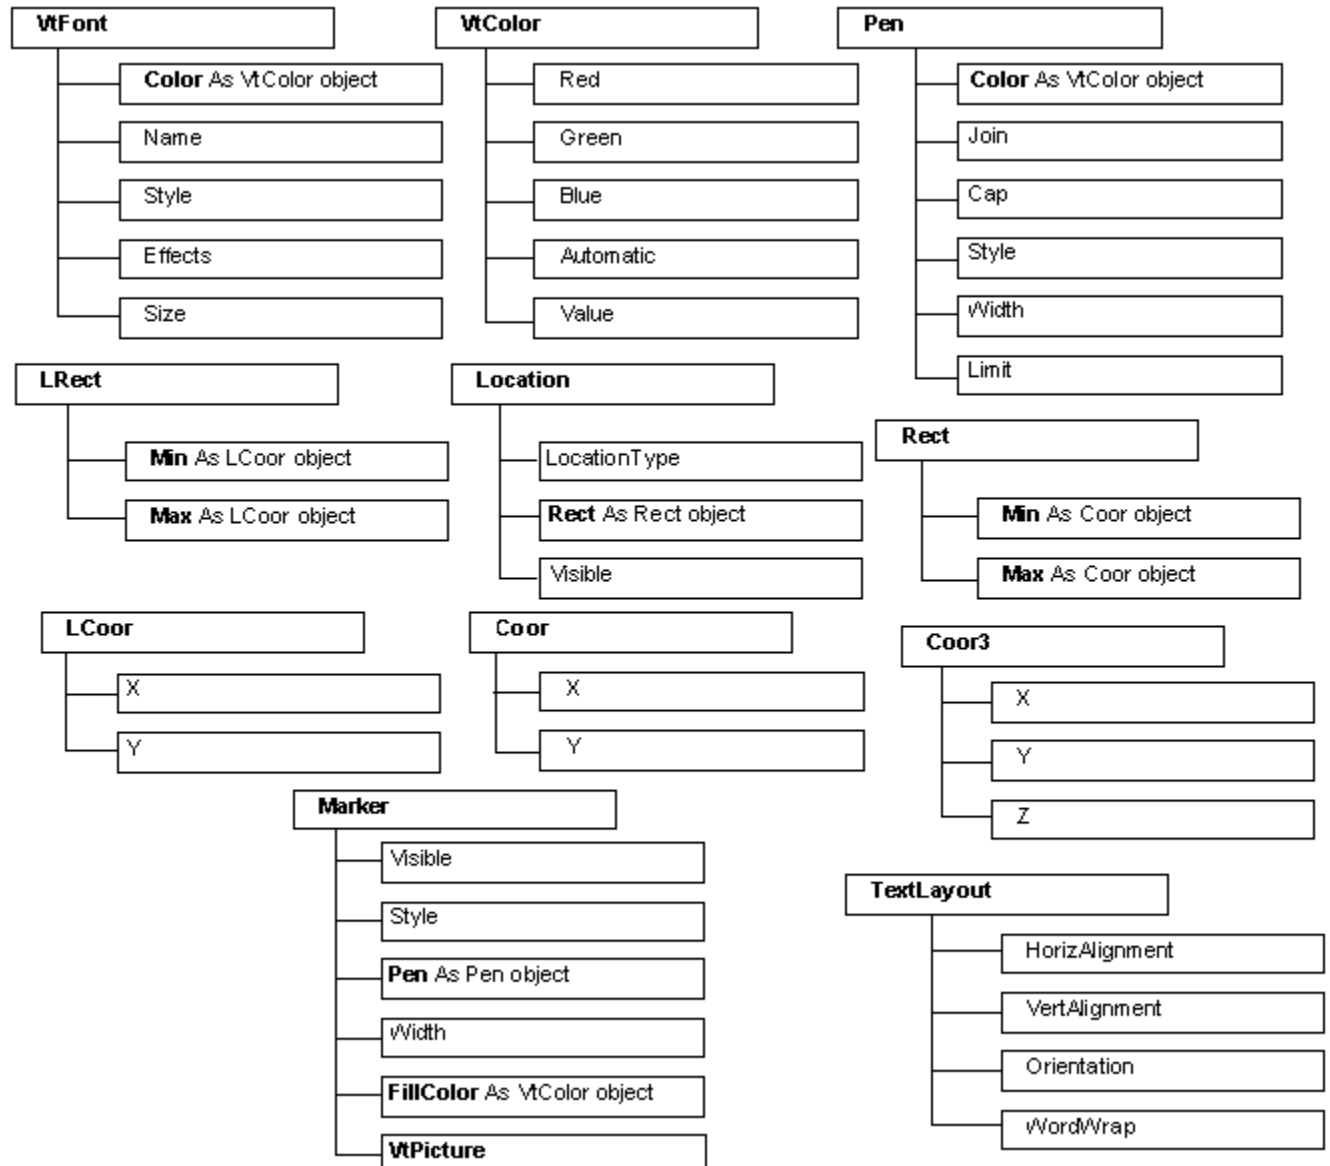 VtFont
Color As VtColor object
Name
Style
Effects
Size
VtColor
Red
Green
Blue
Automatic
Value
Pen
Color As VtColor object
Join
Cap
Style
Width
Limit
LRect
Min As LCoor object
Max As LCoor object
Location
LocationType
Rect As Rect object
Visible
Rect
Min As Coor object
Max As Coor object
LCoor
X
Y
Coor
X
Y
Coor3
X
Y
Z
Marker
Visible
Style
Pen As Pen object
Width
FillColor As VtColor object
VtPicture
TextLayout
HorizAlignment
VertAlignment
Orientation
WordWrap